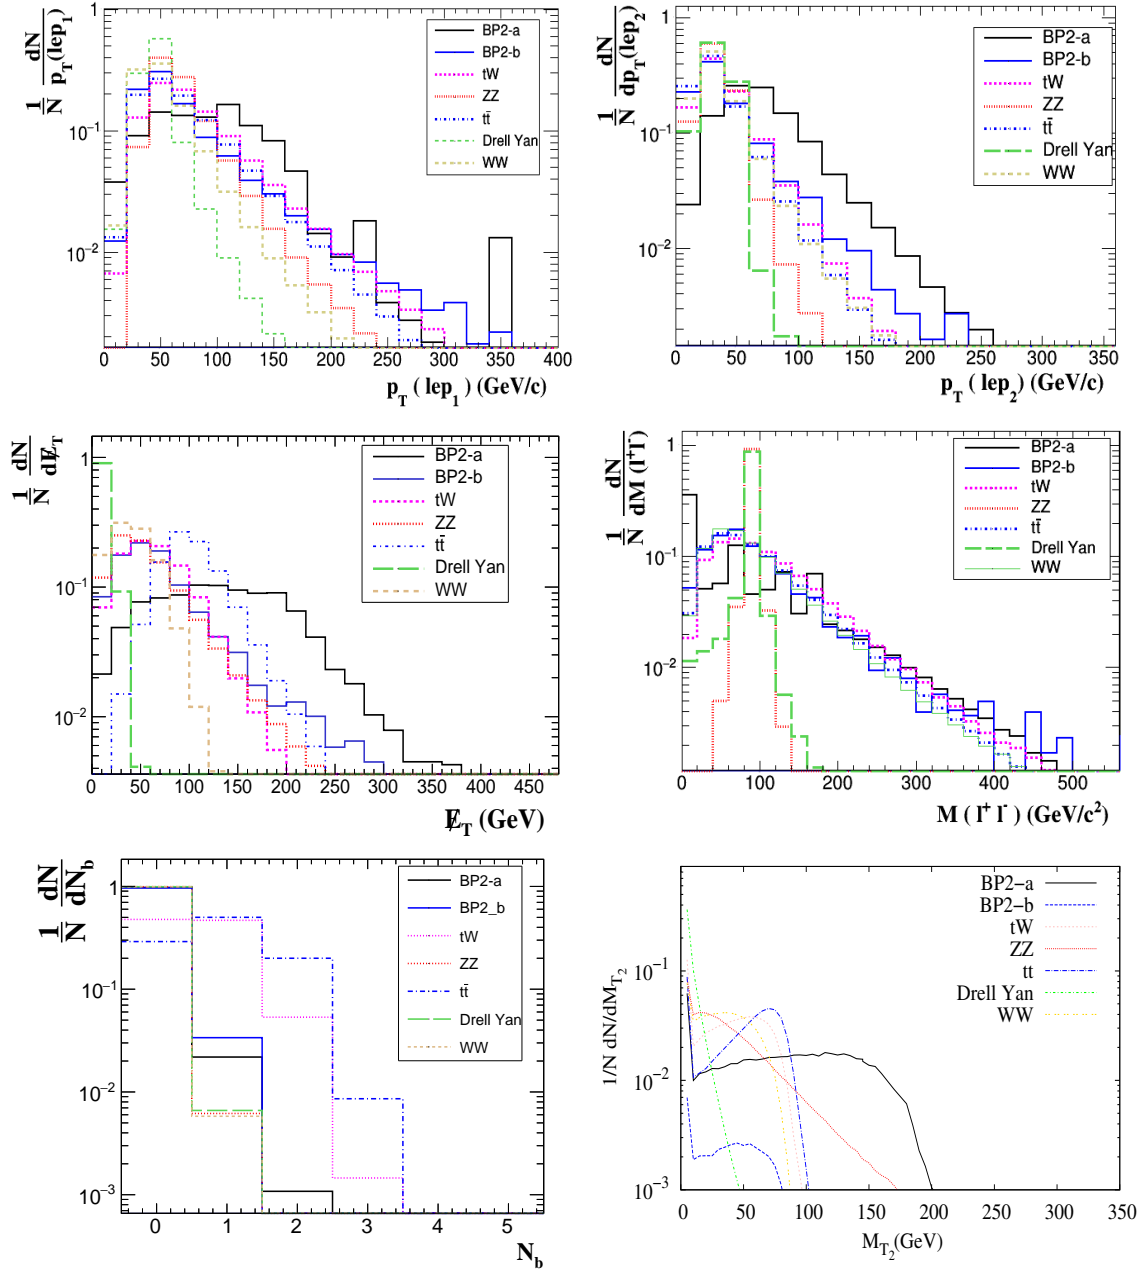 1/N dN/p_T(lep_1)
1
10^-1
10^-2
BP2-a
BP2-b
tW
ZZ
tt̄
Drell Yan
WW
0 50 100 150 200 250 300 350 400
p_T ( lep_1 ) (GeV/c)
1/N dN/dp_T(lep_2)
1
10^-1
10^-2
BP2-a
BP2-b
tW
ZZ
tt̄
Drell Yan
WW
0 50 100 150 200 250 300 350
p_T ( lep_2 ) (GeV/c)
1/N dN/dE̸_T
1
10^-1
10^-2
BP2-a
BP2-b
tW
ZZ
tt̄
Drell Yan
WW
0 50 100 150 200 250 300 350 400 450
E̸_T (GeV)
1/N dN/dM(l^+l^-)
1
10^-1
10^-2
BP2-a
BP2-b
tW
ZZ
tt̄
Drell Yan
WW
0 100 200 300 400 500
M ( l^+ l^- ) (GeV/c^2)
1/N dN/dN_b
1
10^-1
10^-2
10^-3
BP2-a
BP2_b
tW
ZZ
tt̄
Drell Yan
WW
0 1 2 3 4 5
N_b
1/N dN/dM_T_2
10^-1
10^-2
10^-3
BP2-a
BP2-b
tW
ZZ
tt
Drell Yan
WW
0 50 100 150 200 250 300 350
M_T_2(GeV)